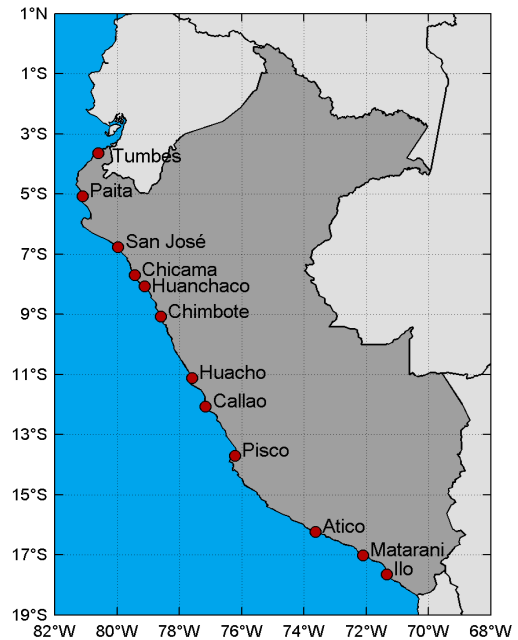 1°N
1°S
3°S
5°S
7°S
9°S
11°S
13°S
15°S
17°S
19°S
Tumbes
Paita
San José
Chicama
Huanchaco
Chimbote
Huacho
Callao
Pisco
Atico
Matarani
Ilo
82°W 80°W 78°W 76°W 74°W 72°W 70°W 68°W